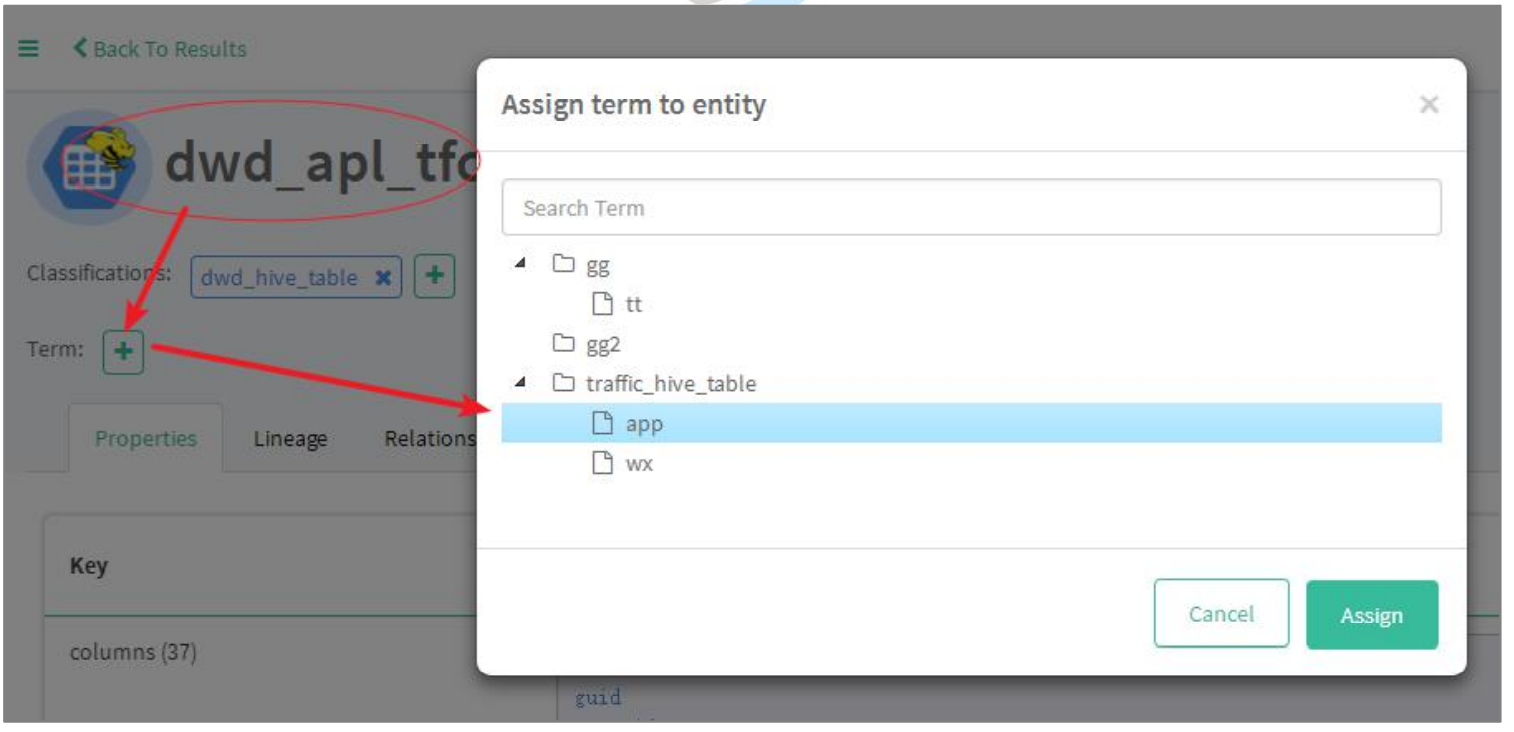 Back To Results
dwd_apl_tf
Classifications: dwd_hive_table
Term:
Properties Lineage Relations
Key
columns (37)
guid
Assign term to entity
Search Term
gg
tt
gg2
traffic_hive_table
app
wx
Cancel Assign